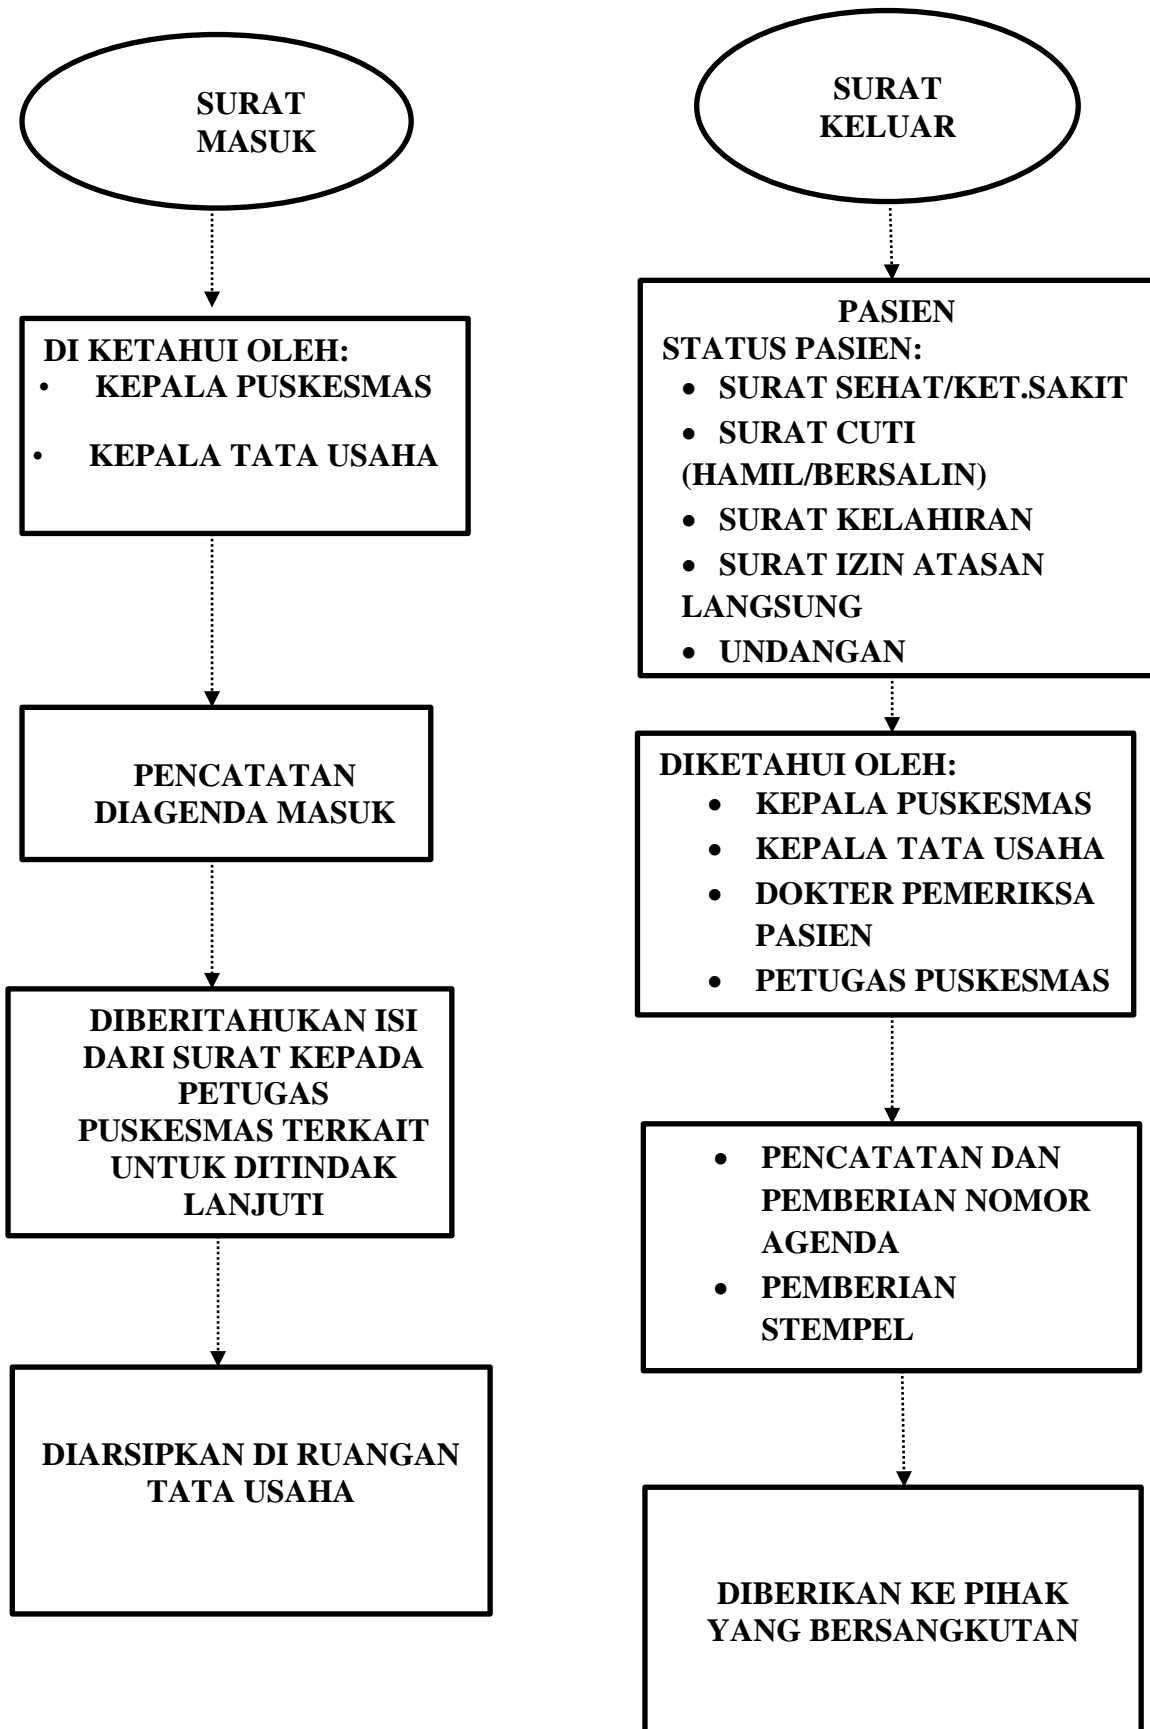 SURAT
MASUK
DI KETAHUI OLEH:
• KEPALA PUSKESMAS
• KEPALA TATA USAHA
PENCATATAN
DIAGENDA MASUK
DIBERITAHUKAN ISI
DARI SURAT KEPADA
PETUGAS
PUSKESMAS TERKAIT
UNTUK DITINDAK
LANJUTI
DIARSIPKAN DI RUANGAN
TATA USAHA
SURAT
KELUAR
PASIEN
STATUS PASIEN:
• SURAT SEHAT/KET.SAKIT
• SURAT CUTI
(HAMIL/BERSALIN)
• SURAT KELAHIRAN
• SURAT IZIN ATASAN
LANGSUNG
• UNDANGAN
DIKETAHUI OLEH:
• KEPALA PUSKESMAS
• KEPALA TATA USAHA
• DOKTER PEMERIKSA
PASIEN
• PETUGAS PUSKESMAS
• PENCATATAN DAN
PEMBERIAN NOMOR
AGENDA
• PEMBERIAN
STEMPEL
DIBERIKAN KE PIHAK
YANG BERSANGKUTAN